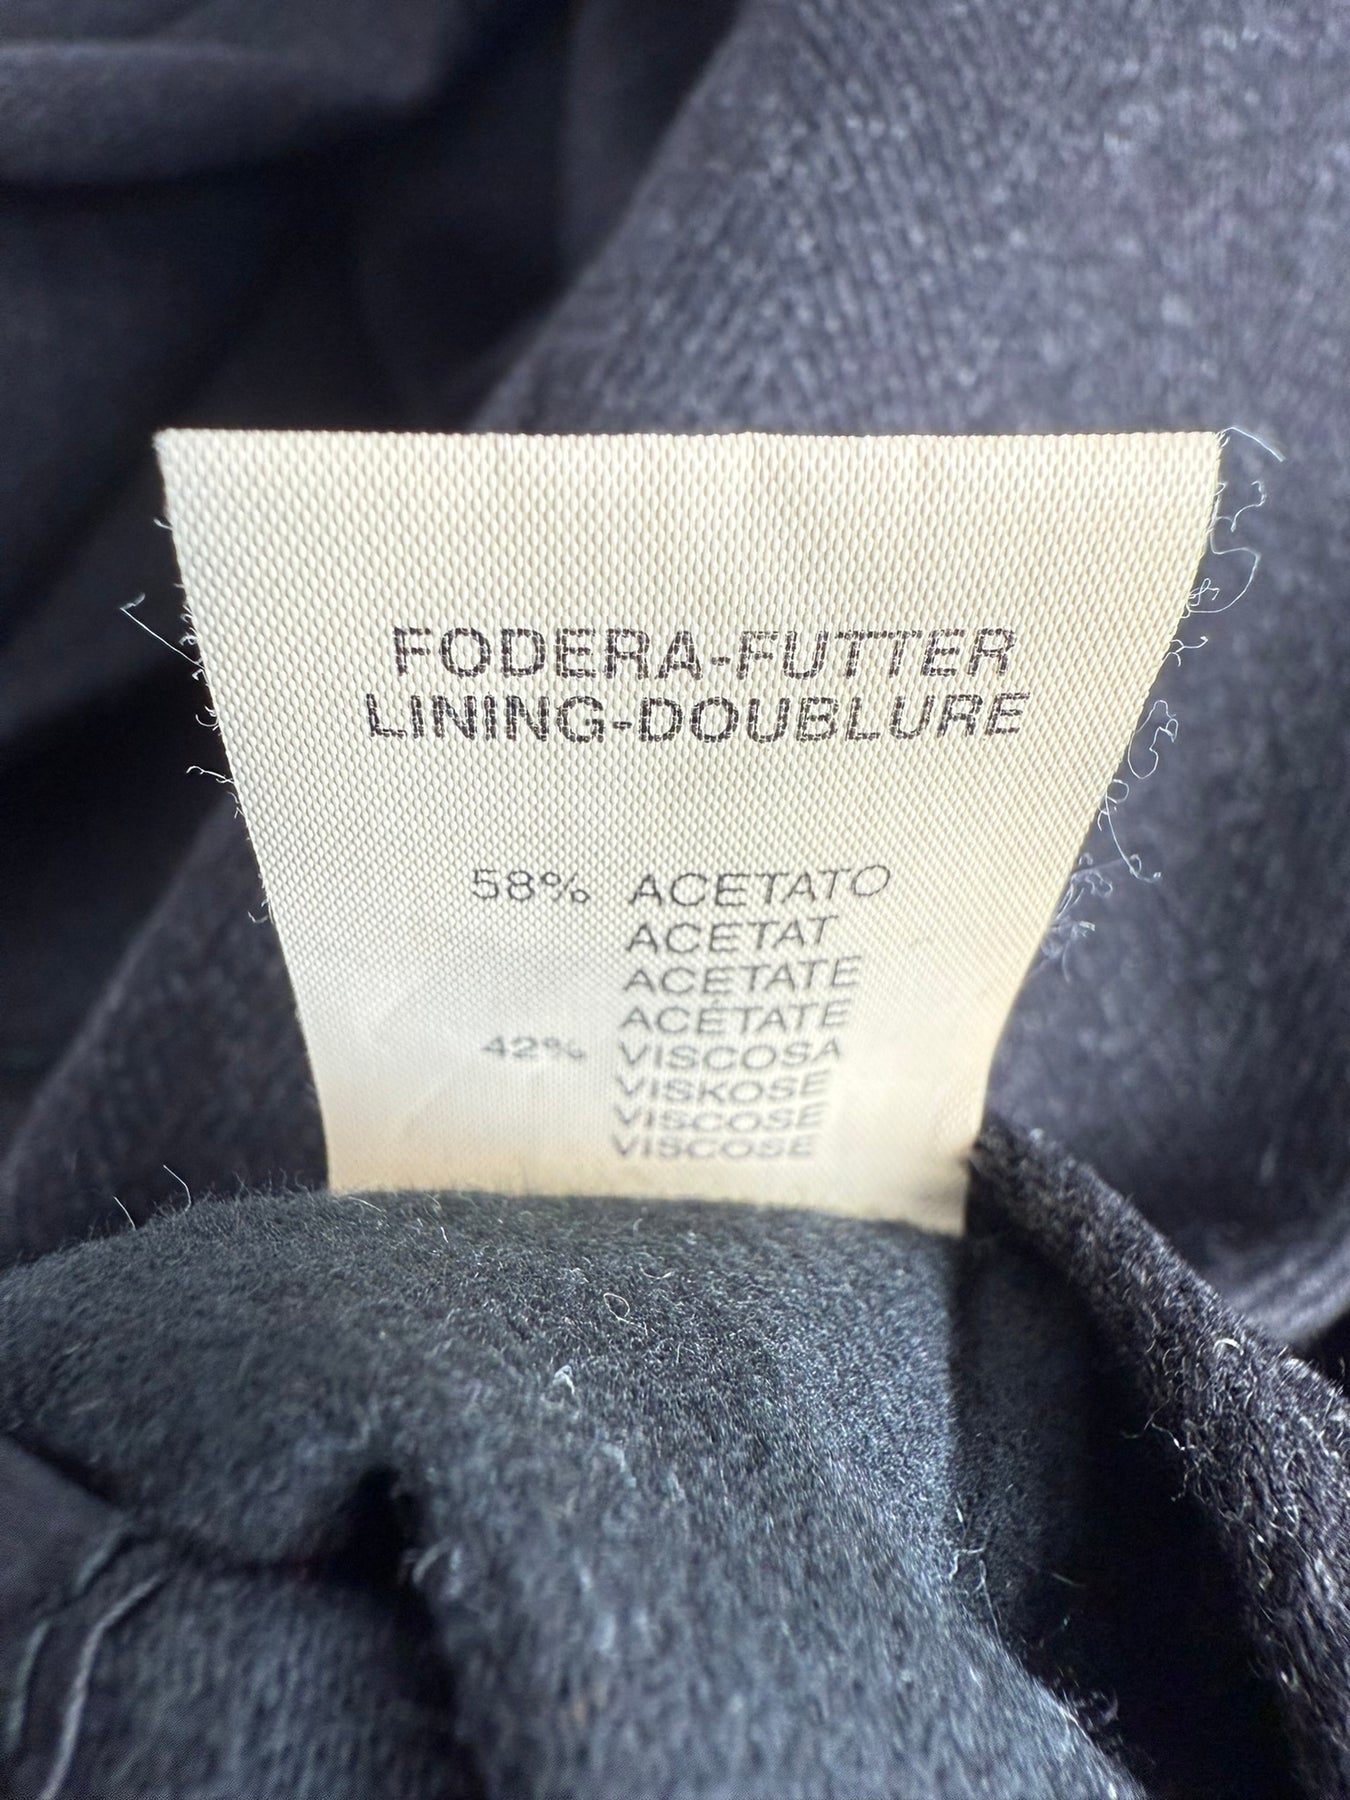 FODERA-FUTTER
LINING-DOUBLURE
58% ACETATO
ACETAT
ACETATE
ACÉTATE
42% VISCOSA
VISKOSE
VISCOSE
VISCOSE